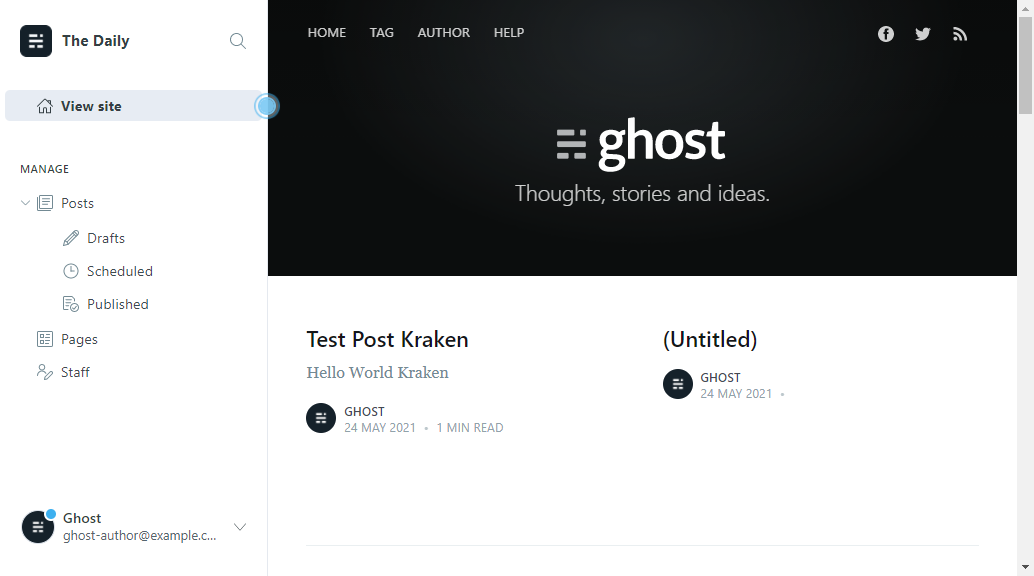 The Daily
View site
MANAGE
Posts
Drafts
Scheduled
Published
Pages
Staff
Ghost
ghost-author@example.c...
HOME TAG AUTHOR HELP
ghost
Thoughts, stories and ideas.
Test Post Kraken
Hello World Kraken
GHOST
24 MAY 2021 • 1 MIN READ
(Untitled)
GHOST
24 MAY 2021 •